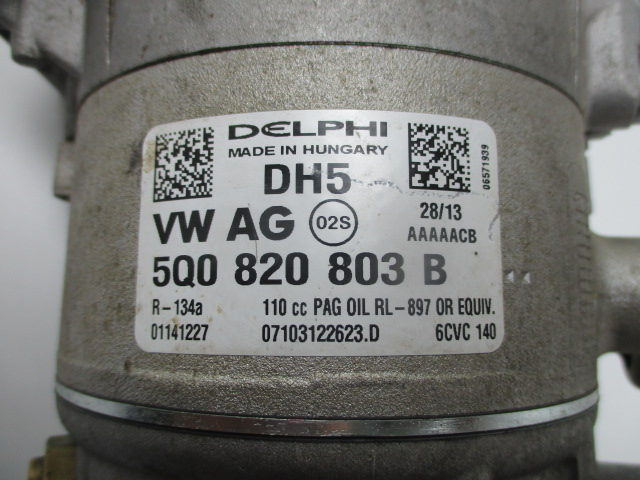 DELPHI
MADE IN HUNGARY
DH5
06571939
VW AG 02S
28/13
AAAAACB
5Q0 820 803 B
R-134a 110 cc PAG OIL RL-897 OR EQUIV.
01141227 07103122623.D 6CVC 140